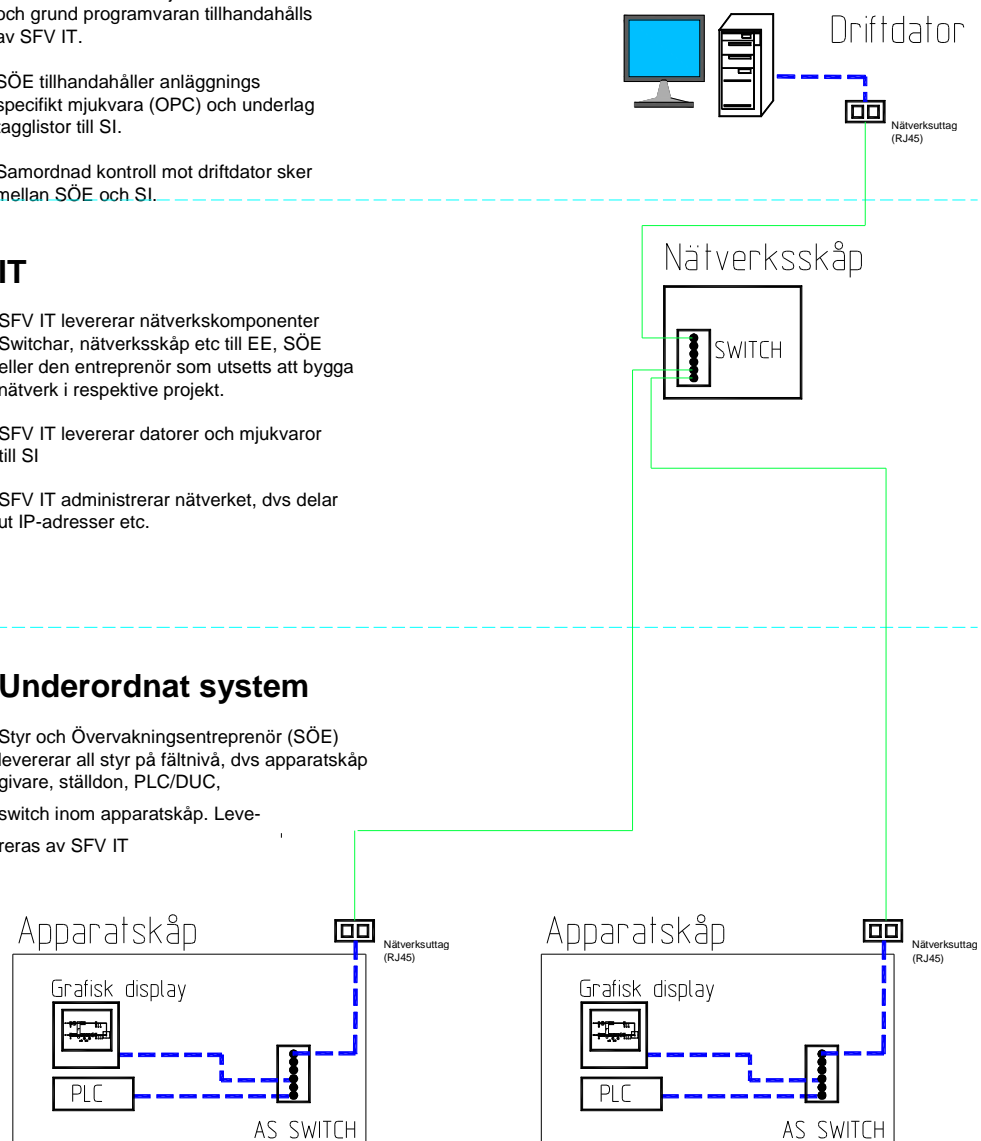 och grund programvaran tillhandahålls
av SFV IT.
SÖE tillhandahåller anläggnings
specifikt mjukvara (OPC) och underlag
tagglistor till SI.
Samordnad kontroll mot driftdator sker
mellan SÖE och SI.
Driftdator
Nätverksuttag
(RJ45)
IT
SFV IT levererar nätverkskomponenter
Switchar, nätverksskåp etc till EE, SÖE
eller den entreprenör som utsetts att bygga
nätverk i respektive projekt.
SFV IT levererar datorer och mjukvaror
till SI
SFV IT administrerar nätverket, dvs delar
ut IP-adresser etc.
Nätverksskåp
SWITCH
Underordnat system
Styr och Övervakningsentreprenör (SÖE)
levererar all styr på fältnivå, dvs apparatskåp
givare, ställdon, PLC/DUC,
switch inom apparatskåp. Leve-
reras av SFV IT
Apparatskåp
Nätverksuttag
(RJ45)
Grafisk display
PLC
AS SWITCH
Apparatskåp
Nätverksuttag
(RJ45)
Grafisk display
PLC
AS SWITCH